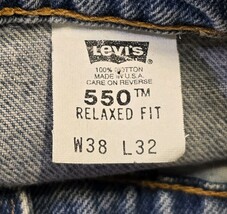 Levi's
100% COTTON
MADE IN U.S.A.
CARE ON REVERSE
550™
RELAXED FIT
W38 L32